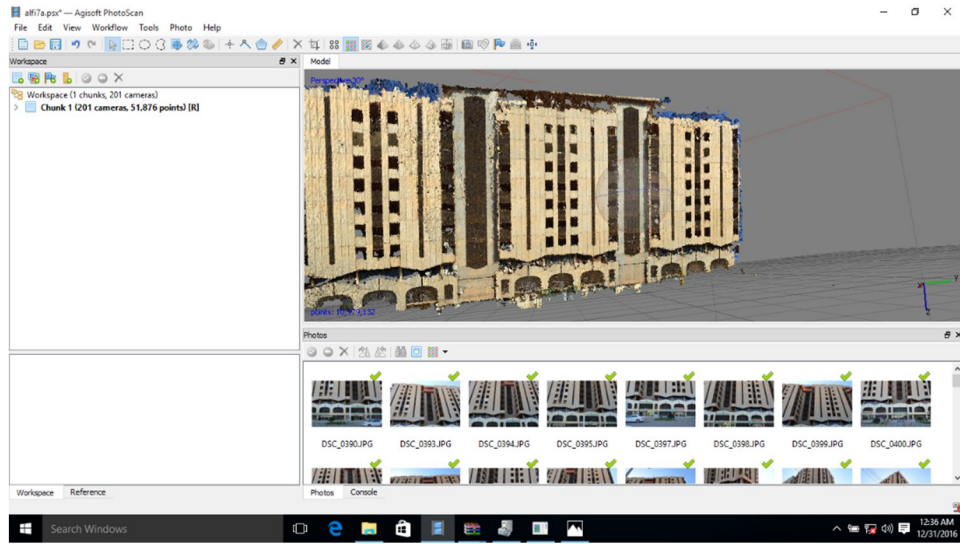 alfi7a.psx* — Agisoft PhotoScan
File Edit View Workflow Tools Photo Help
Workspace
Model
Workspace (1 chunks, 201 cameras)
Chunk 1 (201 cameras, 51,876 points) [R]
Perspective 30°
Photos
DSC_0390.JPG DSC_0393.JPG DSC_0394.JPG DSC_0395.JPG DSC_0397.JPG DSC_0398.JPG DSC_0399.JPG DSC_0400.JPG
Workspace Reference
Photos Console
Search Windows
12:36 AM
12/31/2016